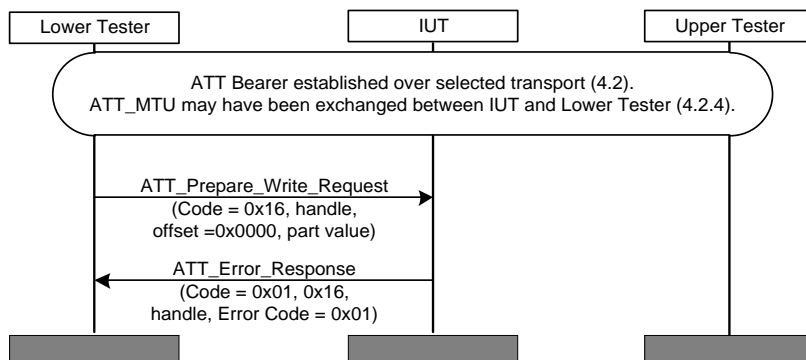 Lower Tester
IUT
Upper Tester
ATT Bearer established over selected transport (4.2).
ATT_MTU may have been exchanged between IUT and Lower Tester (4.2.4).
ATT_Prepare_Write_Request
(Code = 0x16, handle,
offset =0x0000, part value)
ATT_Error_Response
(Code = 0x01, 0x16,
handle, Error Code = 0x01)